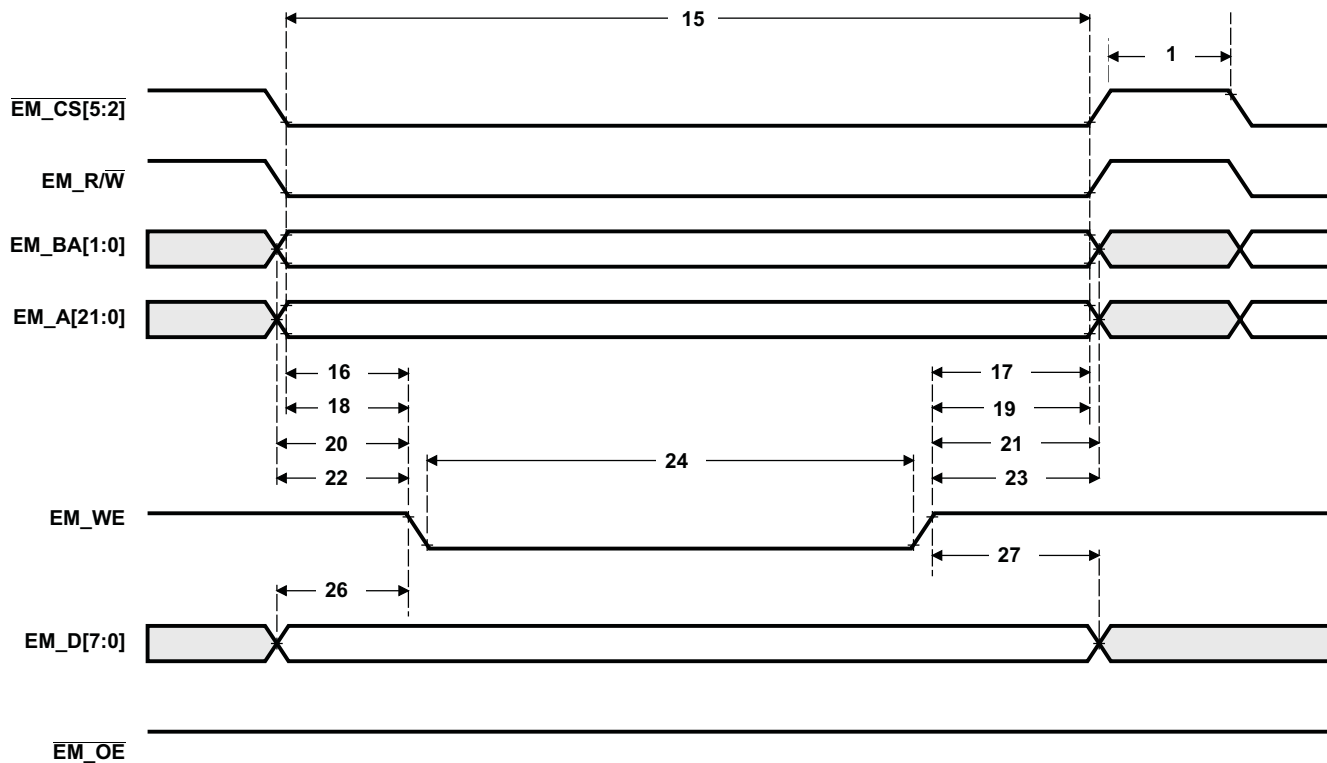 15
1
EM_CS[5:2]
EM_R/W
EM_BA[1:0]
EM_A[21:0]
16
17
18
19
20
21
24
22
23
EM_WE
27
26
EM_D[7:0]
EM_OE